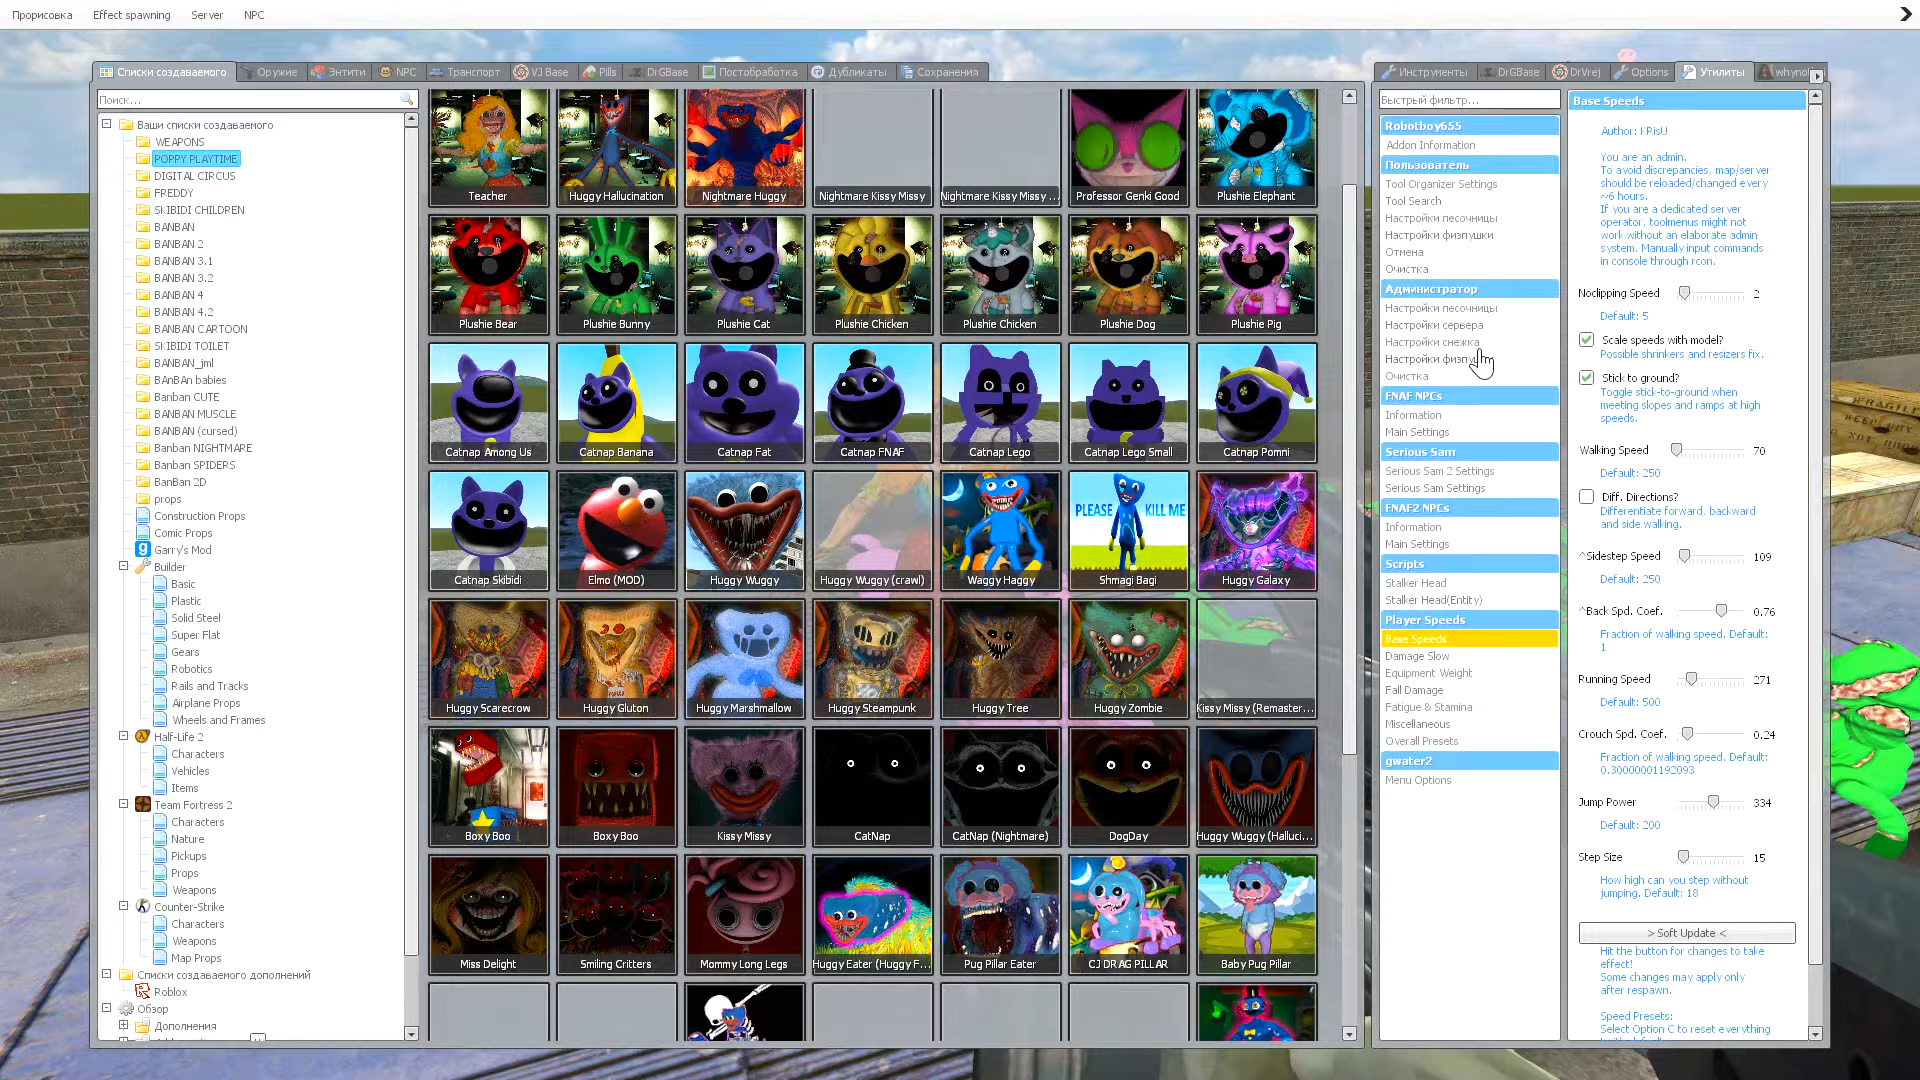 Прорисовка
Effect spawning
Server
NPC
Списки создаваемого
Оружие
Энтити
NPC
Транспорт
VJ Base
Pills
DrGBase
Постобработка
Дубликаты
Сохранения
Поиск...
Ваши списки создаваемого
WEAPONS
POPPY PLAYTIME
DIGITAL CIRCUS
FREDDY
SKIBIDI CHILDREN
BANBAN
BANBAN 2
BANBAN 3.1
BANBAN 3.2
BANBAN 4
BANBAN 4.2
BANBAN CARTOON
SKIBIDI TOILET
BANBAN_jml
BAnBAn babies
Banban CUTE
BANBAN MUSCLE
BANBAN (cursed)
Banban NIGHTMARE
Banban SPIDERS
BanBan 2D
props
Construction Props
Comic Props
Garry's Mod
Builder
Basic
Plastic
Solid Steel
Super Flat
Gears
Robotics
Rails and Tracks
Airplane Props
Wheels and Frames
Half-Life 2
Characters
Vehicles
Items
Team Fortress 2
Characters
Nature
Pickups
Props
Weapons
Counter-Strike
Characters
Weapons
Map Props
Списки создаваемого дополнений
Roblox
Обзор
Дополнения
Teacher
Huggy Hallucination
Nightmare Huggy
Nightmare Kissy Missy
Nightmare Kissy Missy ...
Professor Genki Good
Plushie Elephant
Plushie Bear
Plushie Bunny
Plushie Cat
Plushie Chicken
Plushie Chicken
Plushie Dog
Plushie Pig
Catnap Among Us
Catnap Banana
Catnap Fat
Catnap FNAF
Catnap Lego
Catnap Lego Small
Catnap Pomni
Catnap Skibidi
Elmo (MOD)
Huggy Wuggy
Huggy Wuggy (crawl)
Waggy Haggy
PLEASE KILL ME
Shmagi Bagi
Huggy Galaxy
Huggy Scarecrow
Huggy Gluton
Huggy Marshmallow
Huggy Steampunk
Huggy Tree
Huggy Zombie
Kissy Missy (Remaster...
Boxy Boo
Boxy Boo
Kissy Missy
CatNap
CatNap (Nightmare)
DogDay
Huggy Wuggy (Halluci...
Miss Delight
Smiling Critters
Mommy Long Legs
Huggy Eater (Huggy F...
Pug Pillar Eater
CJ DRAG PILLAR
Baby Pug Pillar
Инструменты
DrGBase
DrVrej
Options
Утилиты
Быстрый фильтр...
Robotboy655
Addon Information
Пользователь
Tool Organizer Settings
Tool Search
Настройки песочницы
Настройки физпушки
Отмена
Очистка
Администратор
Настройки песочницы
Настройки сервера
Настройки снежка
Настройки физпу
Очистка
FNAF NPCs
Information
Main Settings
Serious Sam
Serious Sam 2 Settings
Serious Sam Settings
FNAF2 NPCs
Information
Main Settings
Scripts
Stalker Head
Stalker Head(Entity)
Player Speeds
Base Speeds
Damage Slow
Equipment Weight
Fall Damage
Fatigue & Stamina
Miscellaneous
Overall Presets
gwater2
Menu Options
Base Speeds
Author: KRisU
You are an admin.
To avoid discrepancies, map/server
should be reloaded/changed every
~6 hours.
If you are a dedicated server
operator, toolmenus might not
work without an elaborate admin
system. Manually input commands
in console through rcon.
Noclipping Speed 2
Default: 5
Scale speeds with model?
Possible shrinkers and resizers fix.
Stick to ground?
Toggle stick-to-ground when
meeting slopes and ramps at high
speeds.
Walking Speed 70
Default: 250
Diff. Directions?
Differentiate forward, backward
and side walking.
^Sidestep Speed 109
Default: 250
^Back Spd. Coef. 0.76
Fraction of walking speed. Default:
1
Running Speed 271
Default: 500
Crouch Spd. Coef. 0.24
Fraction of walking speed. Default:
0.30000001192093
Jump Power 334
Default: 200
Step Size 15
How high can you step without
jumping. Default: 18
> Soft Update <
Hit the button for changes to take
effect!
Some changes may apply only
after respawn.
Speed Presets:
Select Option C to reset everything